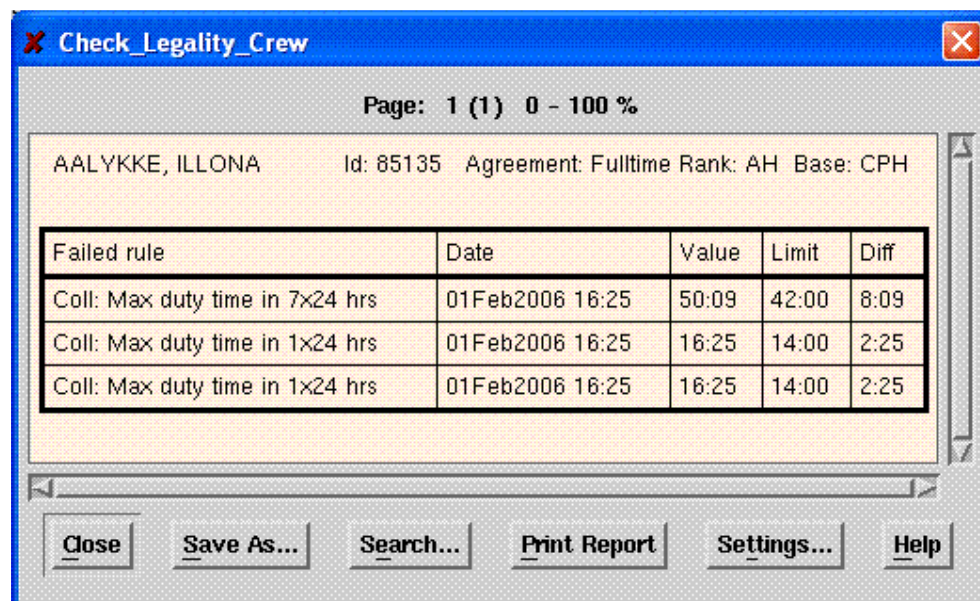 Check_Legality_Crew
Page: 1 (1) 0 - 100 %
AALYKKE, ILLONA Id: 85135 Agreement: Fulltime Rank: AH Base: CPH
Failed rule Date Value Limit Diff
Coll: Max duty time in 7x24 hrs 01Feb2006 16:25 50:09 42:00 8:09
Coll: Max duty time in 1x24 hrs 01Feb2006 16:25 16:25 14:00 2:25
Coll: Max duty time in 1x24 hrs 01Feb2006 16:25 16:25 14:00 2:25
Close Save As... Search... Print Report Settings... Help